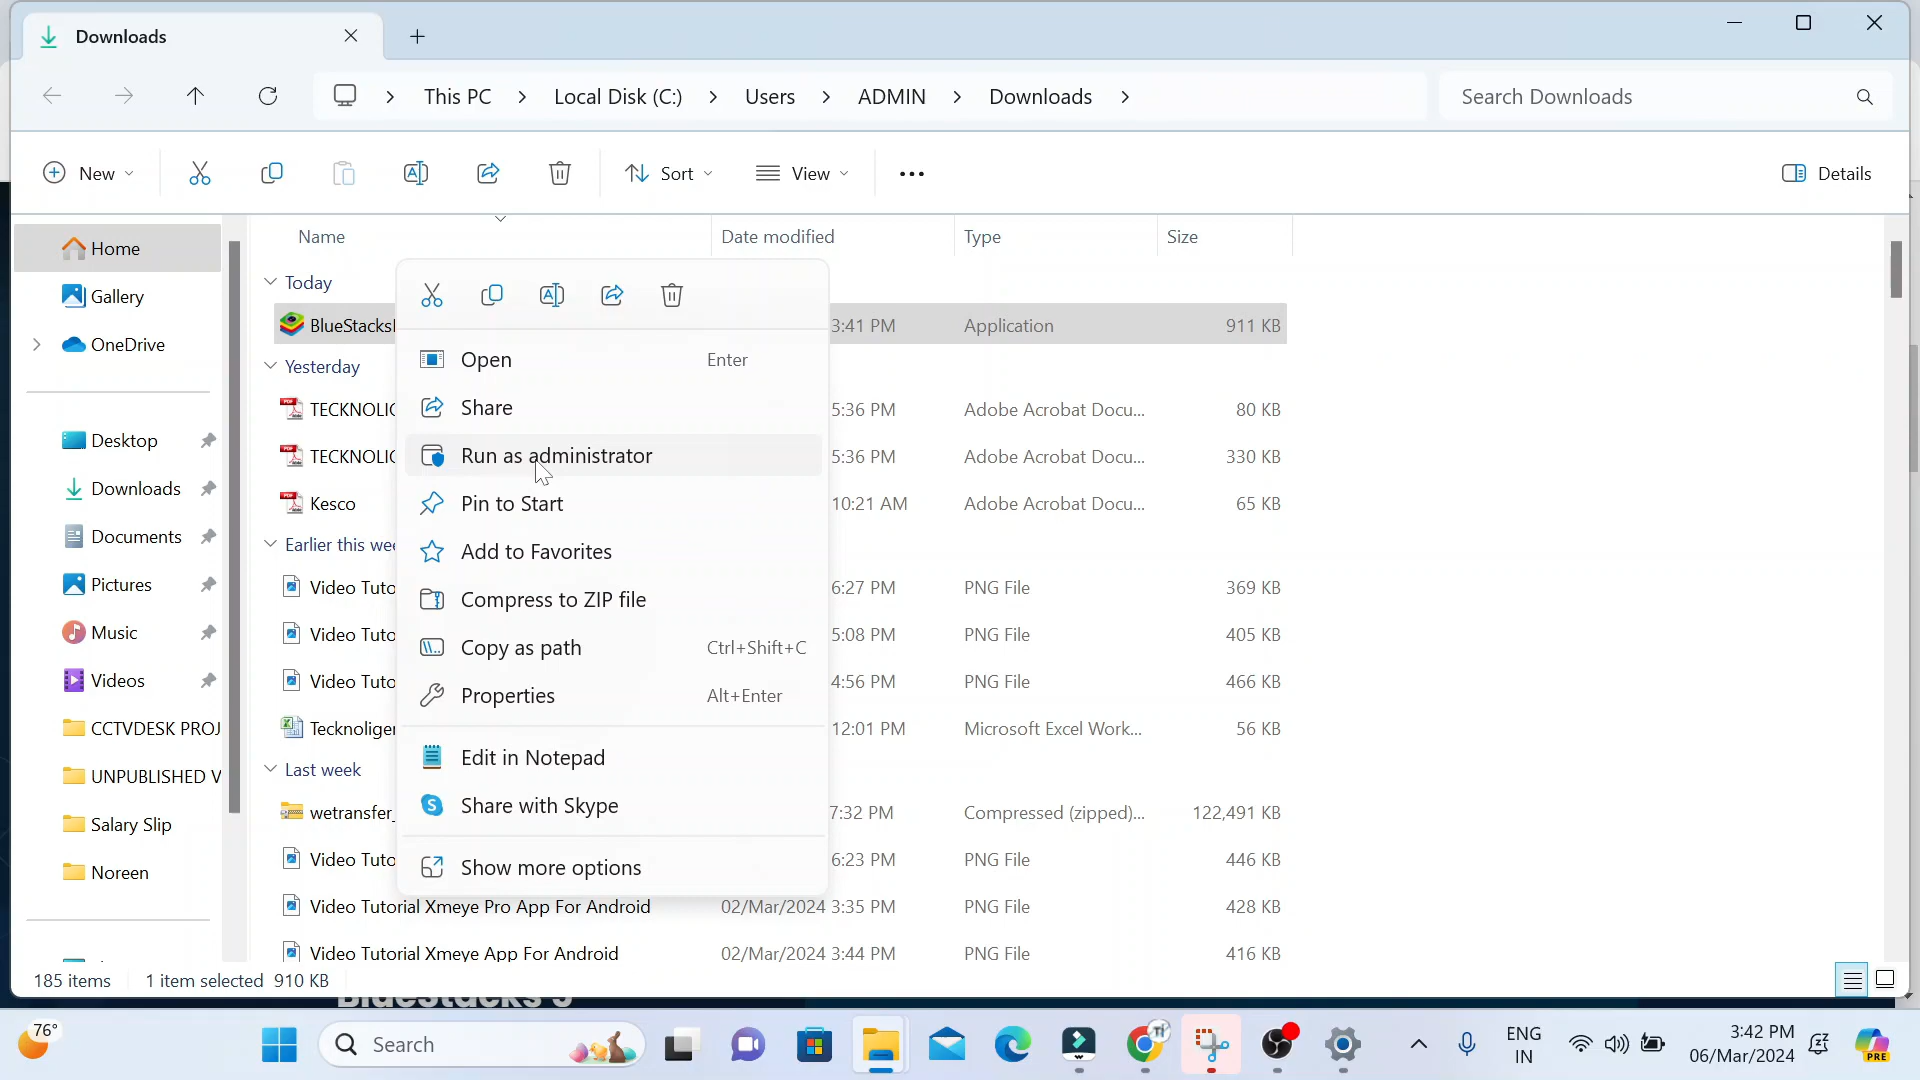 Downloads
This PC
Local Disk (C:)
Users
ADMIN
Downloads
Search Downloads
New
Sort
View
Details
Home
Gallery
OneDrive
Desktop
Downloads
Documents
Pictures
Music
Videos
CCTVDESK PROJ
UNPUBLISHED V
Salary Slip
Noreen
Name Date modified Type Size
Today
BlueStacksI 3:41 PM Application 911 KB
Yesterday
TECKNOLIG 5:36 PM Adobe Acrobat Docu... 80 KB
TECKNOLIG 5:36 PM Adobe Acrobat Docu... 330 KB
Kesco 10:21 AM Adobe Acrobat Docu... 65 KB
Earlier this wee
Video Tuto 6:27 PM PNG File 369 KB
Video Tuto 5:08 PM PNG File 405 KB
Video Tuto 4:56 PM PNG File 466 KB
Tecknoliger 12:01 PM Microsoft Excel Work... 56 KB
Last week
wetransfer_ 7:32 PM Compressed (zipped)... 122,491 KB
Video Tuto 6:23 PM PNG File 446 KB
Video Tutorial Xmeye Pro App For Android 02/Mar/2024 3:35 PM PNG File 428 KB
Video Tutorial Xmeye App For Android 02/Mar/2024 3:44 PM PNG File 416 KB
Open Enter
Share
Run as administrator
Pin to Start
Add to Favorites
Compress to ZIP file
Copy as path Ctrl+Shift+C
Properties Alt+Enter
Edit in Notepad
Share with Skype
Show more options
185 items 1 item selected 910 KB
BlueStacks 5
76°
Search
ENG
IN
3:42 PM
06/Mar/2024
PRE